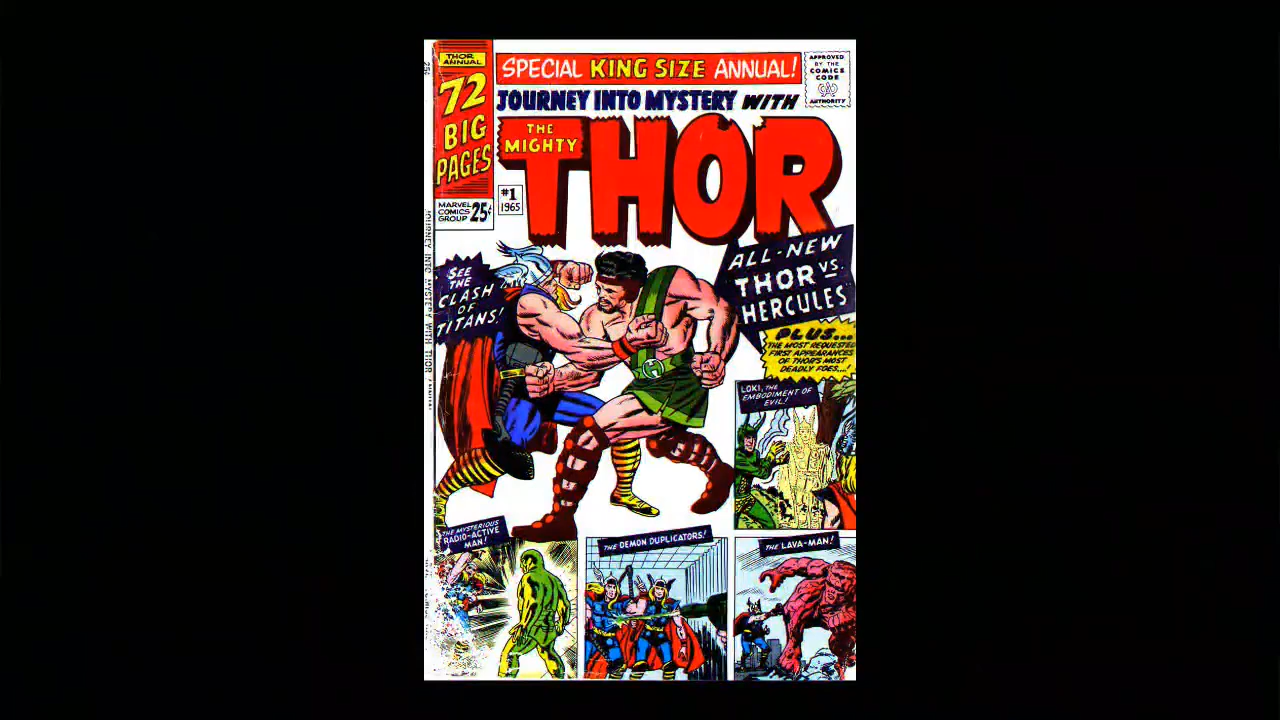 THOR
ANNUAL
72
BIG
PAGES
SPECIAL KING SIZE ANNUAL!
APPROVED
BY THE
COMICS
CODE
CA
AUTHORITY
JOURNEY INTO MYSTERY WITH
THE
MIGHTY
THOR
#1
1965
MARVEL
COMICS
GROUP
25¢
ALL-NEW
THOR VS.
HERCULES
SEE
THE
CLASH
OF
TITANS!
PLUS...
THE MOST REQUESTED
FIRST APPEARANCES
OF THOR'S MOST
DEADLY FOES...!
LOKI, THE
EMBODIMENT OF
EVIL!
H
THE MYSTERIOUS
RADIO-ACTIVE
MAN!
THE DEMON DUPLICATORS!
THE LAVA-MAN!
JOURNEY INTO MYSTERY WITH THOR